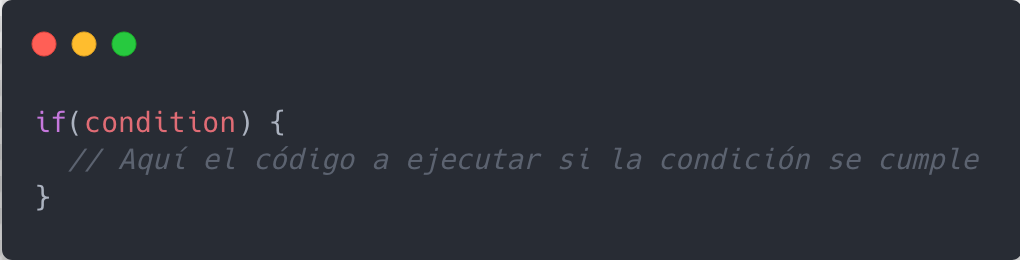 if(condition) {
// Aquí el código a ejecutar si la condición se cumple
}